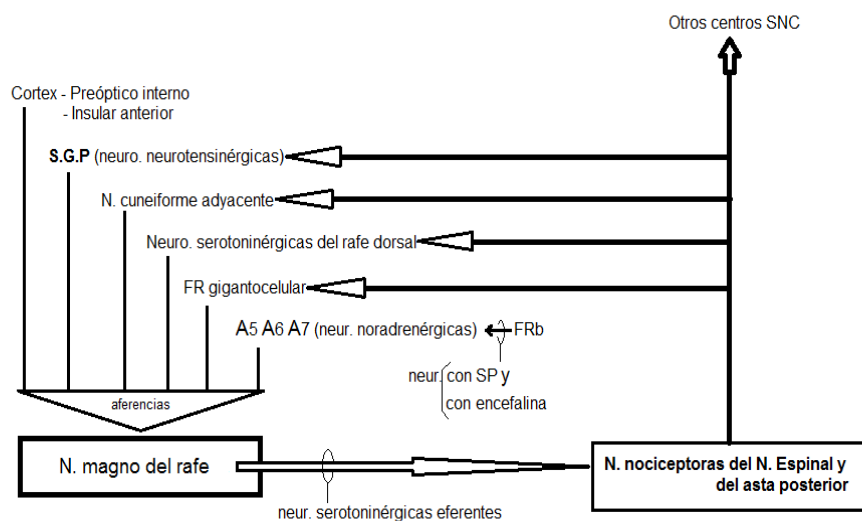 Otros centros SNC
Cortex - Preóptico interno
- Insular anterior
S.G.P (neuro. neurotensinérgicas)
N. cuneiforme adyacente
Neuro. serotoninérgicas del rafe dorsal
FR gigantocelular
A5 A6 A7 (neur. noradrenérgicas)
FRb
neur. con SP y
con encefalina
aferencias
N. magno del rafe
N. nociceptoras del N. Espinal y
del asta posterior
neur. serotoninérgicas eferentes